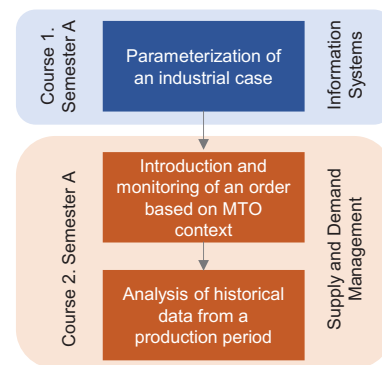 Course 1.
Semester A
Parameterization of
an industrial case
Information
Systems
Course 2. Semester A
Introduction and
monitoring of an order
based on MTO
context
Analysis of historical
data from a
production period
Supply and Demand
Management